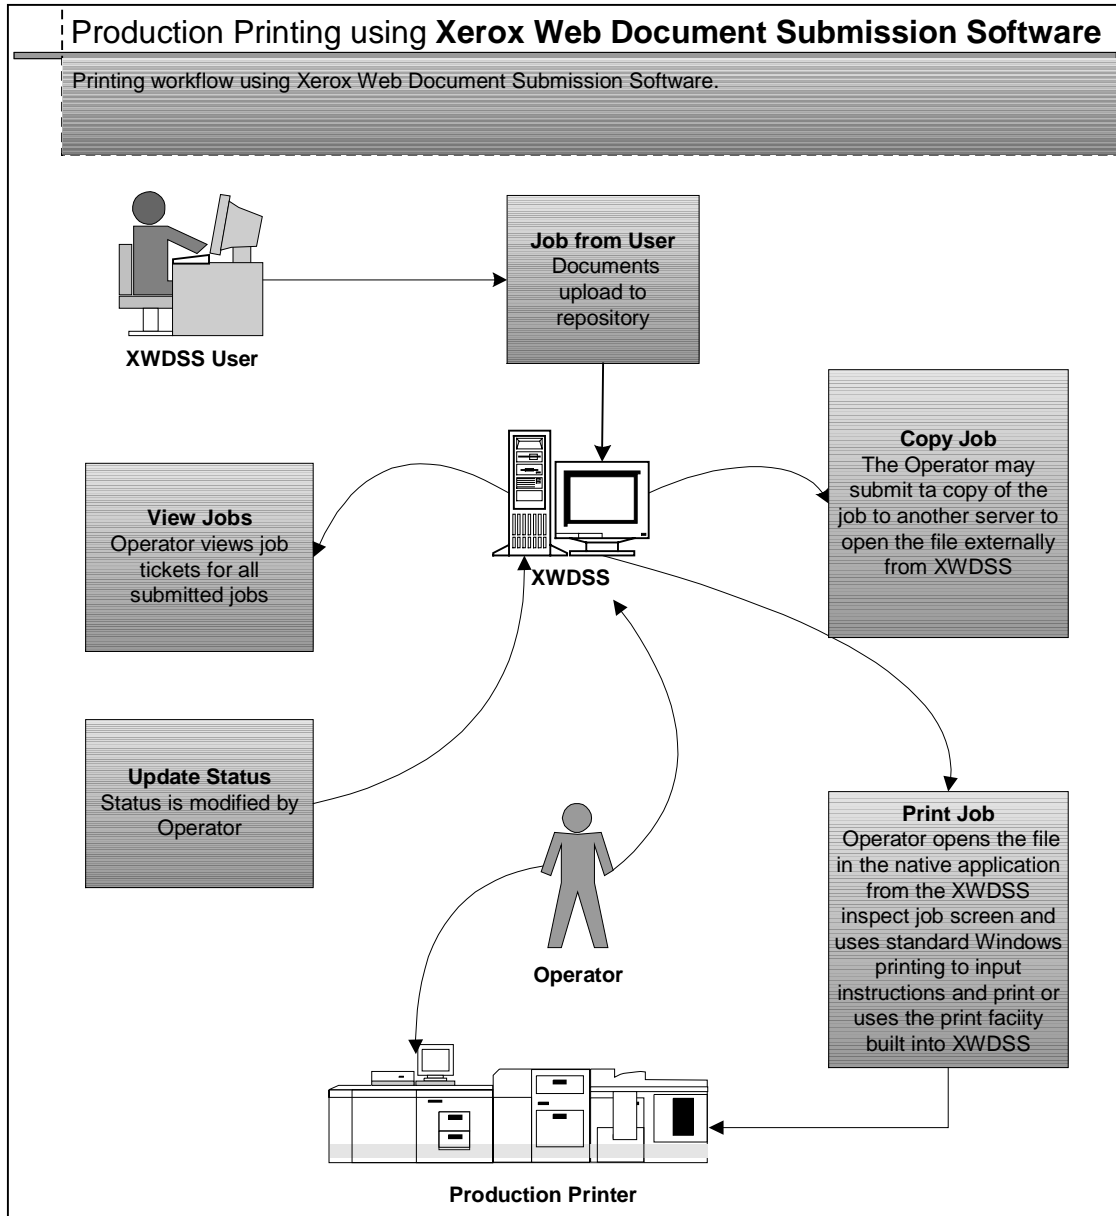 Production Printing using Xerox Web Document Submission Software
Printing workflow using Xerox Web Document Submission Software.
Job from User
Documents
upload to
repository
XWDSS User
Copy Job
The Operator may
submit ta copy of the
job to another server to
open the file externally
from XWDSS
View Jobs
Operator views job
tickets for all
submitted jobs
XWDSS
Update Status
Status is modified by
Operator
Print Job
Operator opens the file
in the native application
from the XWDSS
inspect job screen and
uses standard Windows
printing to input
instructions and print or
uses the print faciity
built into XWDSS
Operator
Production Printer